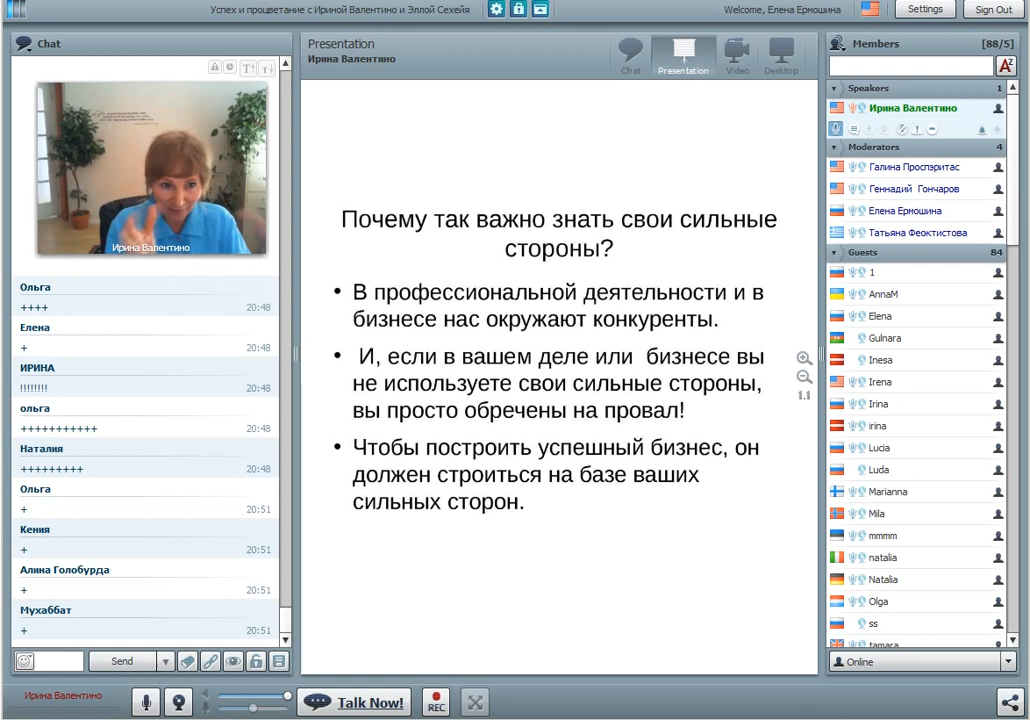 Успех и процветание с Ириной Валентино и Эллой Сехейя
Welcome, Елена Ермошина
Settings
Sign Out
Chat
Ирина Валентино
Ольга
++++ 20:48
Елена
+ 20:48
ИРИНА
!!!!!!!! 20:48
ольга
+++++++++++ 20:48
Наталия
+++++++++ 20:48
Ольга
+ 20:51
Кения
+ 20:51
Алина Голобурда
+ 20:51
Мухаббат
+ 20:51
Send
Presentation
Ирина Валентино
Chat
Presentation
Video
Desktop
Почему так важно знать свои сильные
стороны?
• В профессиональной деятельности и в
бизнесе нас окружают конкуренты.
• И, если в вашем деле или бизнесе вы
не используете свои сильные стороны,
вы просто обречены на провал!
• Чтобы построить успешный бизнес, он
должен строиться на базе ваших
сильных сторон.
1.1
Members [88/5]
AZ
Speakers 1
Ирина Валентино
Moderators 4
Галина Проспэритас
Геннадий Гончаров
Елена Ермошина
Татьяна Феоктистова
Guests 84
1
AnnaM
Elena
Gulnara
Inesa
Irena
Irina
irina
Lucia
Luda
Marianna
Mila
mmmm
natalia
Natalia
Olga
ss
tamara
Online
Ирина Валентино
Talk Now!
REC